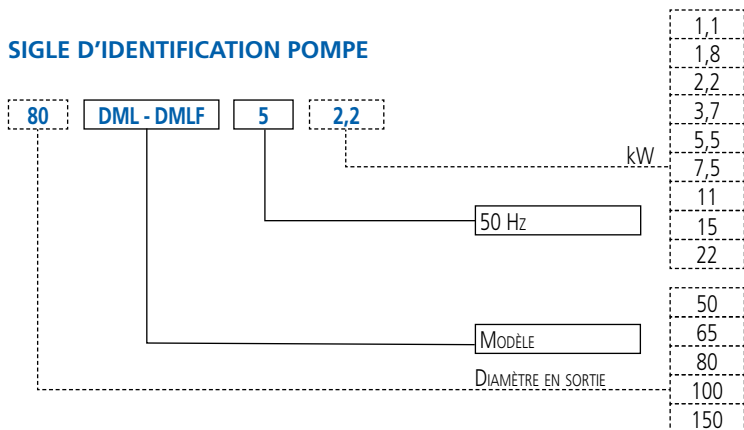 SIGLE D'IDENTIFICATION POMPE
80 DML - DMLF 5 2,2
1,1
1,8
2,2
3,7
5,5
kW
7,5
11
50 Hz
15
22
50
Modèle
65
80
Diamètre en sortie
100
150